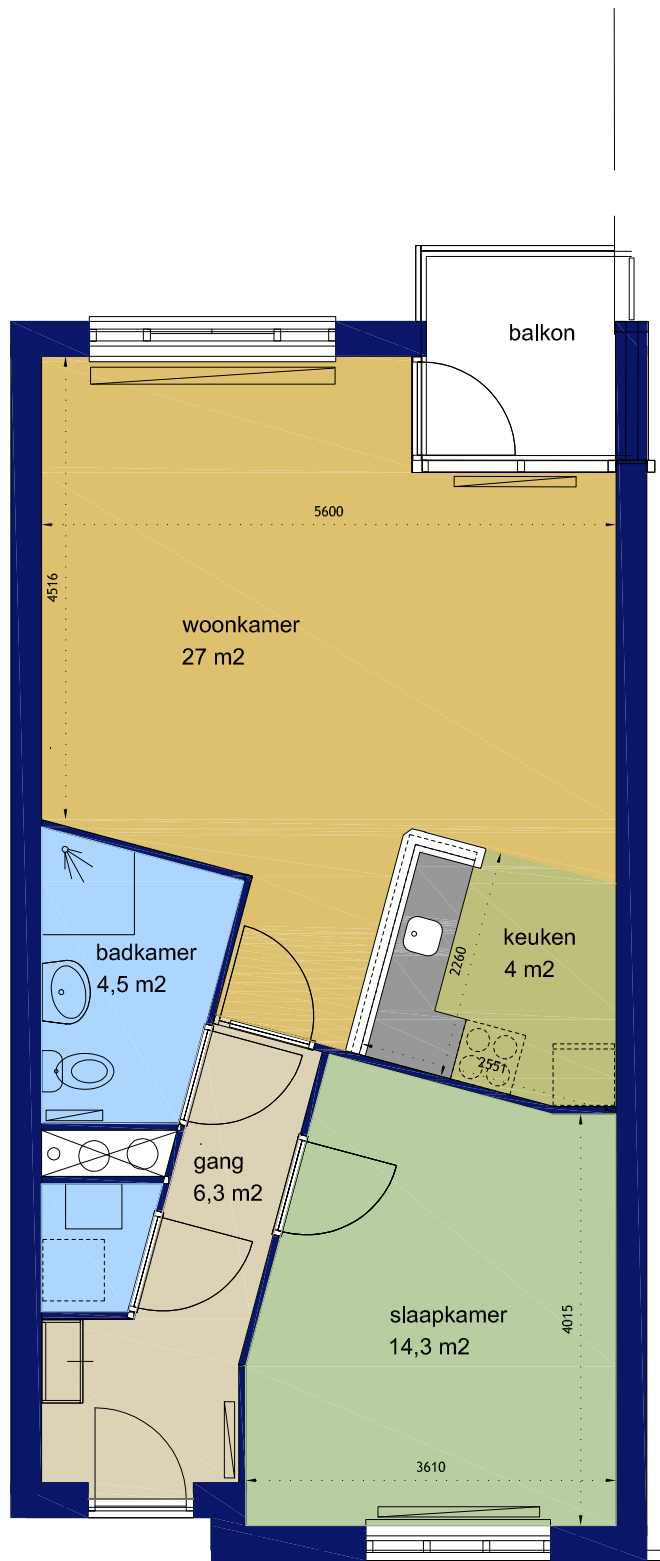 balkon
5600
4516
woonkamer
27 m2
badkamer
4,5 m2
keuken
4 m2
2260
2551
gang
6,3 m2
slaapkamer
14,3 m2
4015
3610